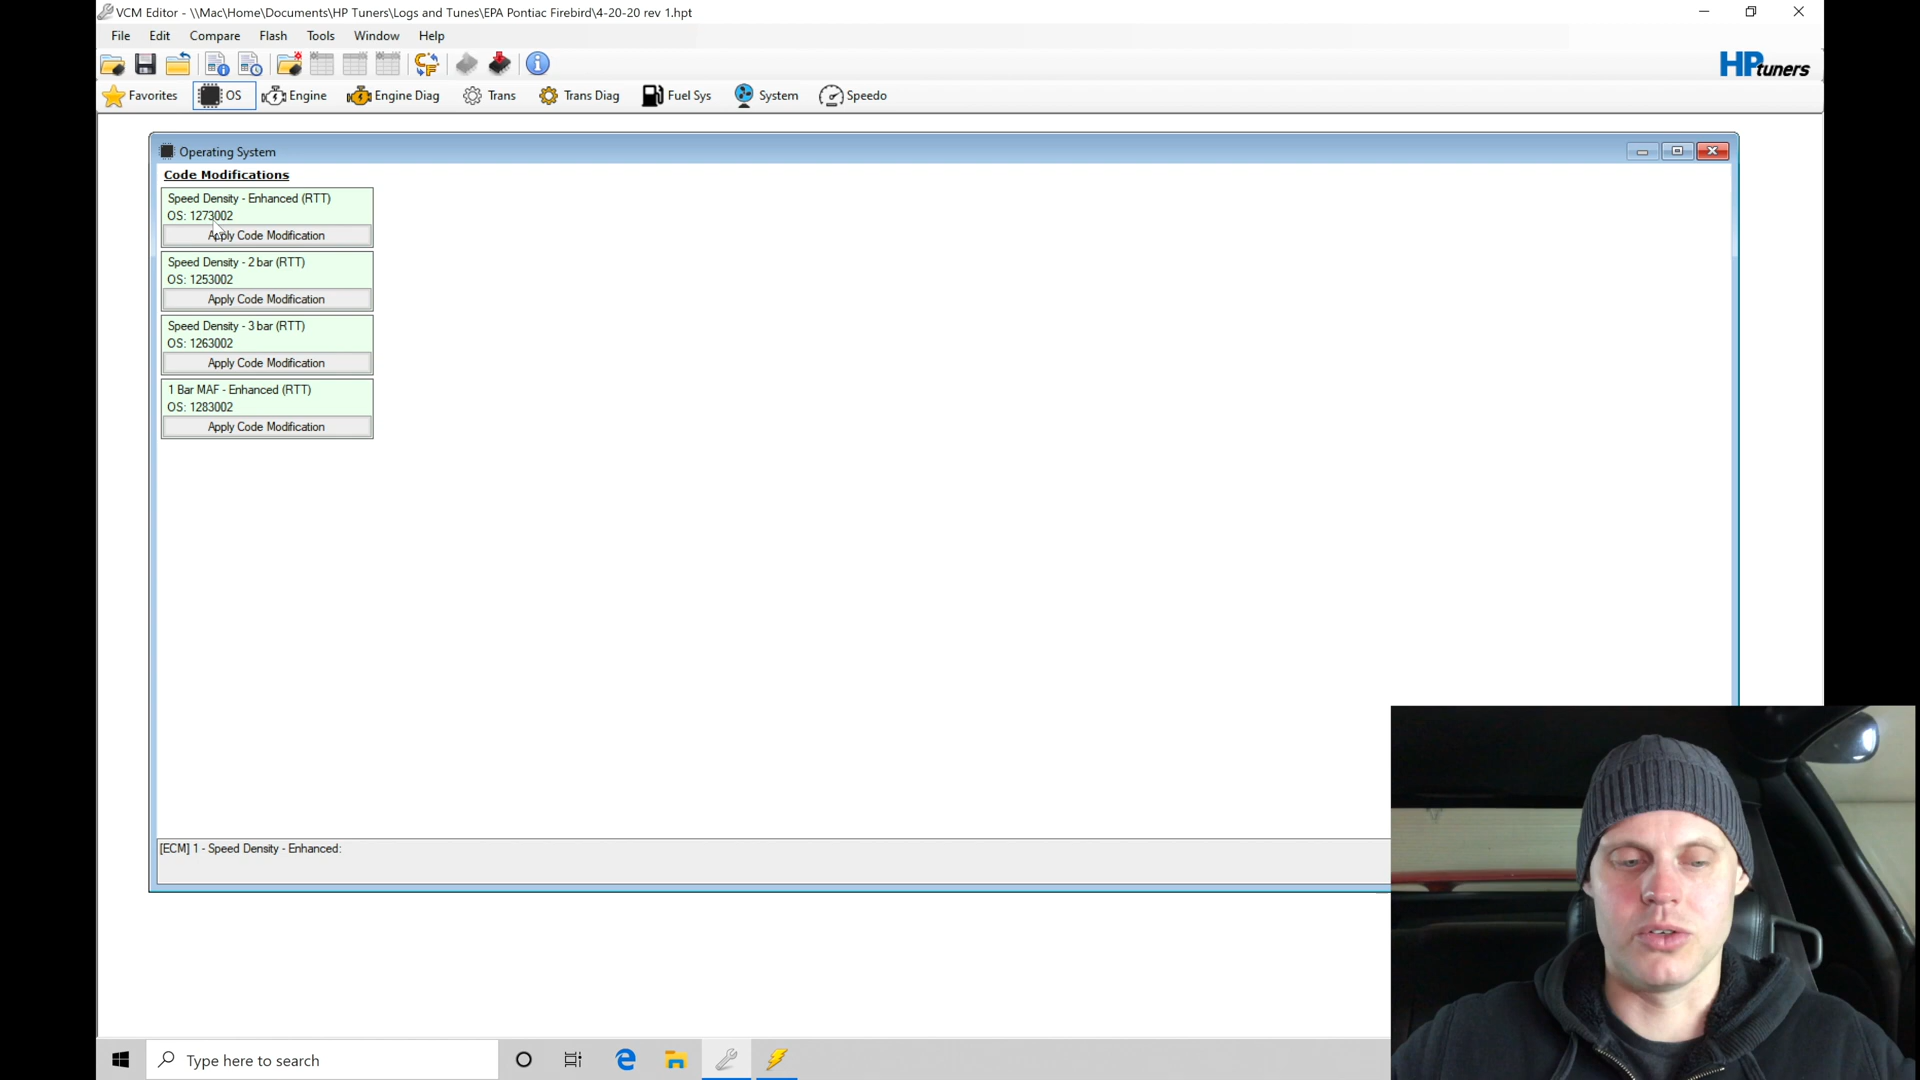 VCM Editor - \\Mac\Home\Documents\HP Tuners\Logs and Tunes\EPA Pontiac Firebird\4-20-20 rev 1.hpt
File Edit Compare Flash Tools Window Help
HPtuners
Favorites OS Engine Engine Diag Trans Trans Diag Fuel Sys System Speedo
Operating System
Code Modifications
Speed Density - Enhanced (RTT)
OS: 1273002
Apply Code Modification
Speed Density - 2 bar (RTT)
OS: 1253002
Apply Code Modification
Speed Density - 3 bar (RTT)
OS: 1263002
Apply Code Modification
1 Bar MAF - Enhanced (RTT)
OS: 1283002
Apply Code Modification
[ECM] 1 - Speed Density - Enhanced:
Type here to search